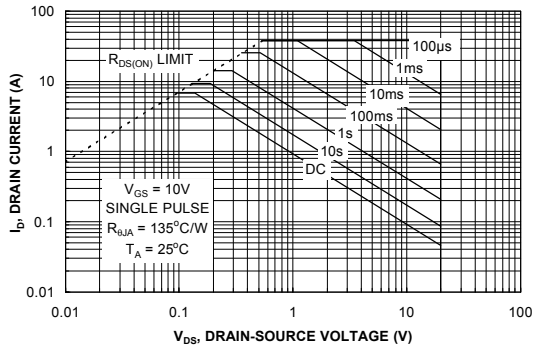 100
10
1
0.1
0.01
I_D, DRAIN CURRENT (A)
R_DS(ON) LIMIT
100µs
1ms
10ms
100ms
1s
10s
DC
V_GS = 10V
SINGLE PULSE
R_θJA = 135°C/W
T_A = 25°C
0.01 0.1 1 10 100
V_DS, DRAIN-SOURCE VOLTAGE (V)